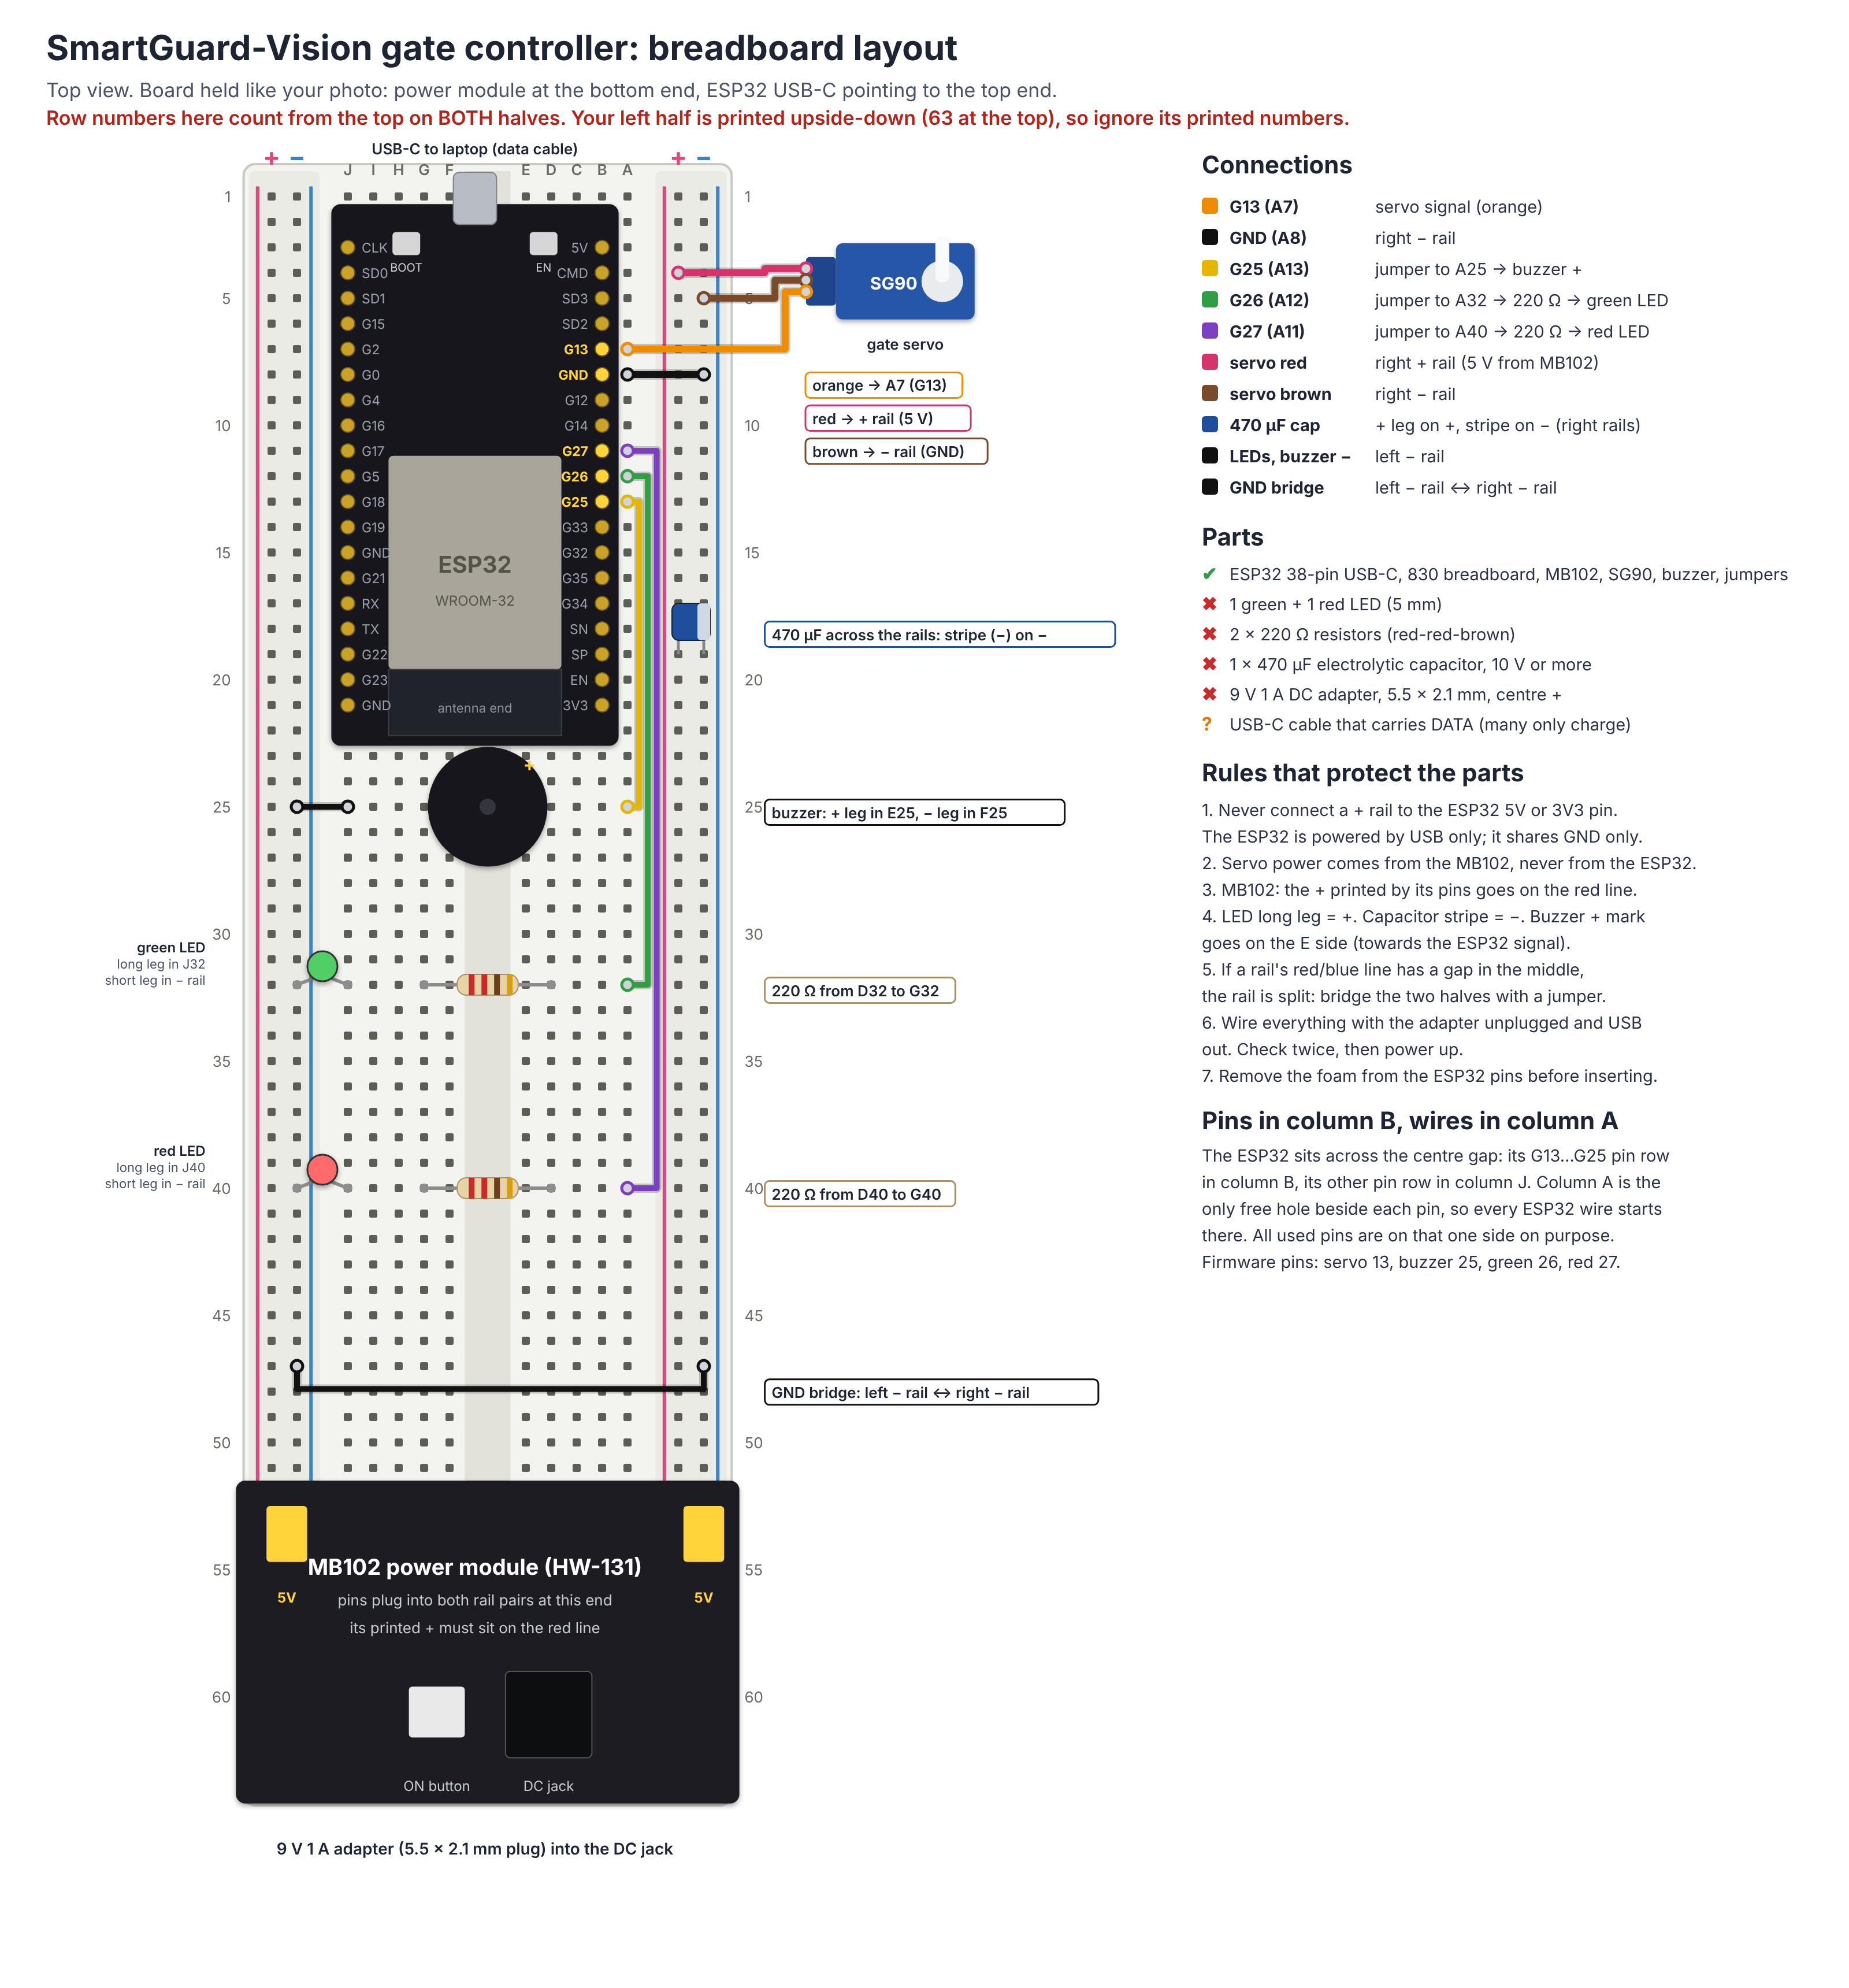 SmartGuard-Vision gate controller: breadboard layout
Top view. Board held like your photo: power module at the bottom end, ESP32 USB-C pointing to the top end.
Row numbers here count from the top on BOTH halves. Your left half is printed upside-down (63 at the top), so ignore its printed numbers.
USB-C to laptop (data cable)
+ − + −
J I H G F E D C B A
1 1
CLK BOOT EN 5V
SD0 CMD
SD1 SD3
5 5
G15 SD2
G2 G13
G0 GND
G4 G12
G16 G14
10 10
G17 G27
G5 G26
G18 G25
G19 G33
GND G32
15 15
G21 G35
RX G34
TX SN
G22 SP
G23 EN
20 20
GND 3V3
ESP32
WROOM-32
antenna end
SG90
gate servo
orange → A7 (G13)
red → + rail (5 V)
brown → − rail (GND)
470 µF across the rails: stripe (−) on −
+
25 25
buzzer: + leg in E25, − leg in F25
30 30
green LED
long leg in J32
short leg in − rail
220 Ω from D32 to G32
35 35
red LED
long leg in J40
short leg in − rail
40 40
220 Ω from D40 to G40
45 45
GND bridge: left − rail ↔ right − rail
50 50
55 55
MB102 power module (HW-131)
5V 5V
pins plug into both rail pairs at this end
its printed + must sit on the red line
60 60
ON button DC jack
9 V 1 A adapter (5.5 × 2.1 mm plug) into the DC jack
Connections
G13 (A7) servo signal (orange)
GND (A8) right − rail
G25 (A13) jumper to A25 → buzzer +
G26 (A12) jumper to A32 → 220 Ω → green LED
G27 (A11) jumper to A40 → 220 Ω → red LED
servo red right + rail (5 V from MB102)
servo brown right − rail
470 µF cap + leg on +, stripe on − (right rails)
LEDs, buzzer − left − rail
GND bridge left − rail ↔ right − rail
Parts
✔ ESP32 38-pin USB-C, 830 breadboard, MB102, SG90, buzzer, jumpers
✖ 1 green + 1 red LED (5 mm)
✖ 2 × 220 Ω resistors (red-red-brown)
✖ 1 × 470 µF electrolytic capacitor, 10 V or more
✖ 9 V 1 A DC adapter, 5.5 × 2.1 mm, centre +
? USB-C cable that carries DATA (many only charge)
Rules that protect the parts
1. Never connect a + rail to the ESP32 5V or 3V3 pin.
The ESP32 is powered by USB only; it shares GND only.
2. Servo power comes from the MB102, never from the ESP32.
3. MB102: the + printed by its pins goes on the red line.
4. LED long leg = +. Capacitor stripe = −. Buzzer + mark
goes on the E side (towards the ESP32 signal).
5. If a rail's red/blue line has a gap in the middle,
the rail is split: bridge the two halves with a jumper.
6. Wire everything with the adapter unplugged and USB
out. Check twice, then power up.
7. Remove the foam from the ESP32 pins before inserting.
Pins in column B, wires in column A
The ESP32 sits across the centre gap: its G13…G25 pin row
in column B, its other pin row in column J. Column A is the
only free hole beside each pin, so every ESP32 wire starts
there. All used pins are on that one side on purpose.
Firmware pins: servo 13, buzzer 25, green 26, red 27.